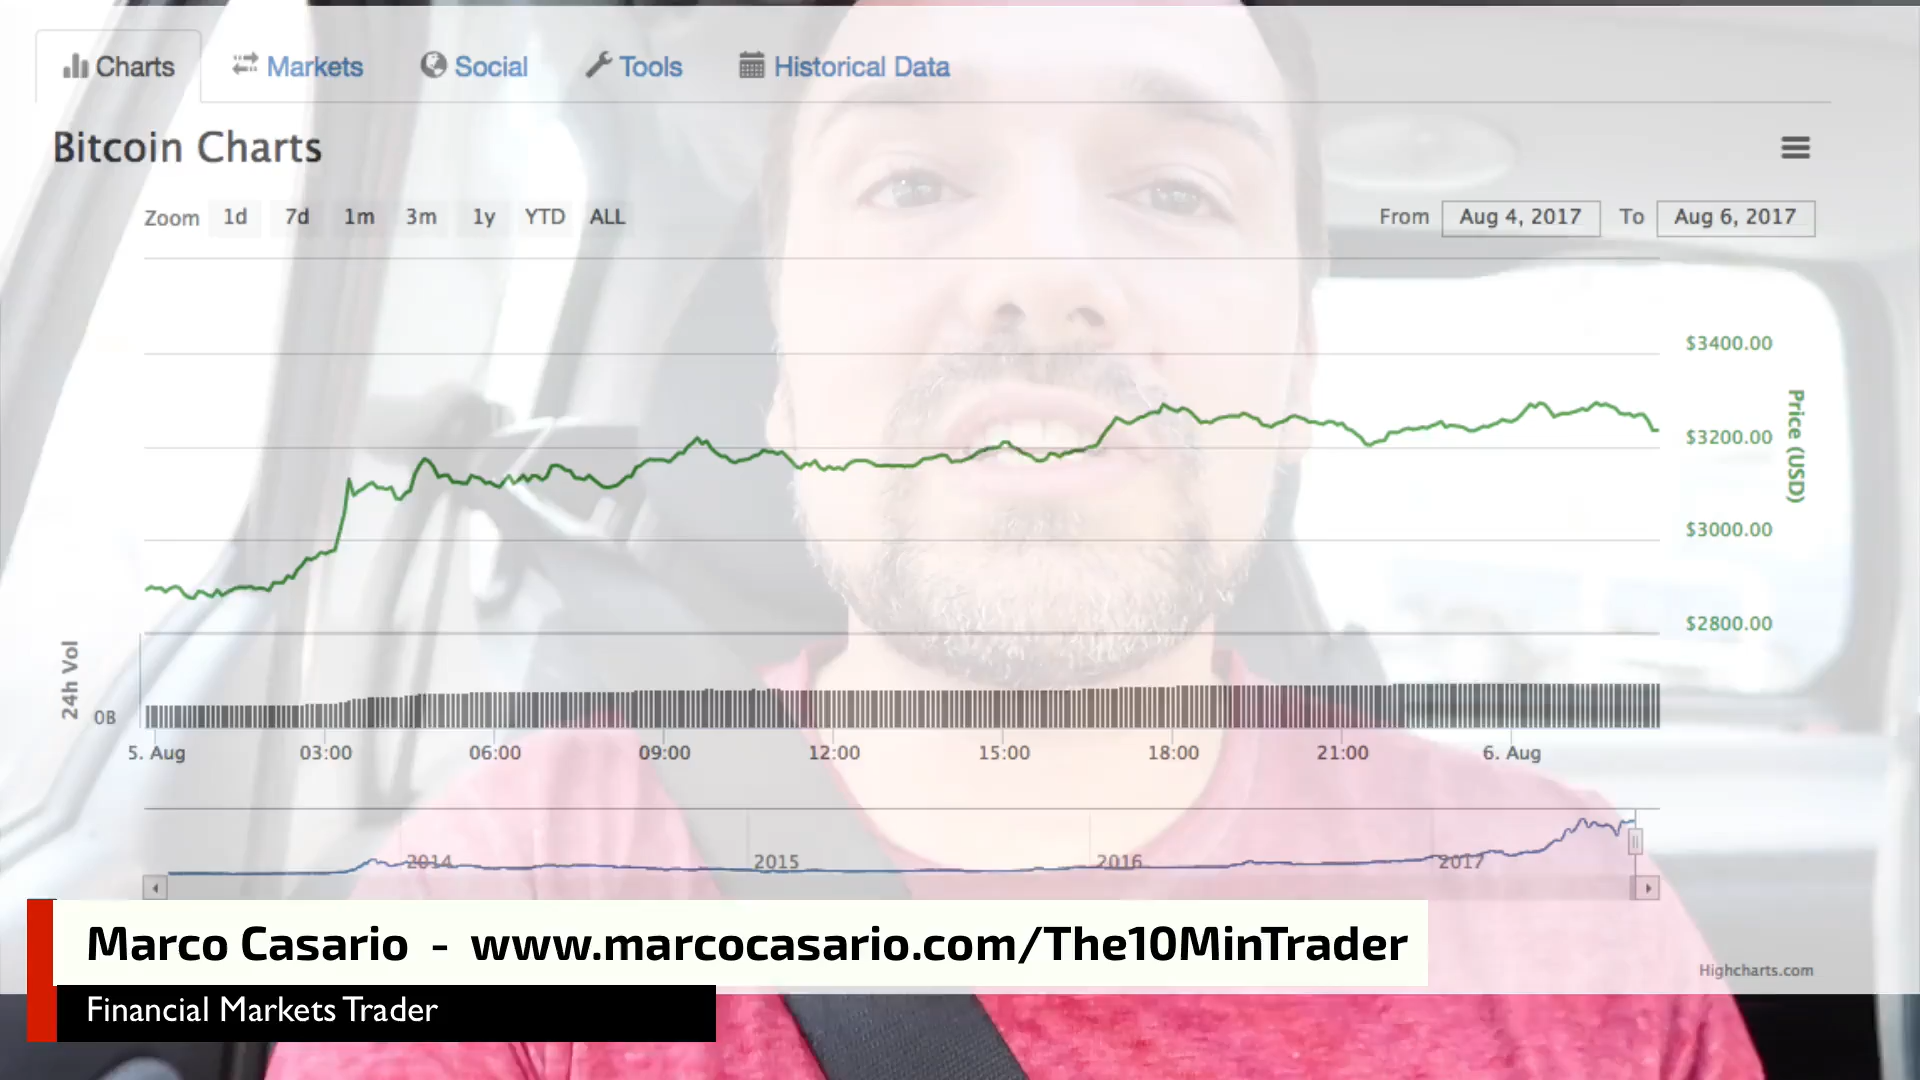 Charts Markets Social Tools Historical Data
Bitcoin Charts
Zoom 1d 7d 1m 3m 1y YTD ALL From Aug 4, 2017 To Aug 6, 2017
$3400.00
$3200.00
$3000.00
$2800.00
Price (USD)
24h Vol
0B
5. Aug 03:00 06:00 09:00 12:00 15:00 18:00 21:00 6. Aug
2014 2015 2016 2017
Marco Casario - www.marcocasario.com/The10MinTrader
Highcharts.com
Financial Markets Trader